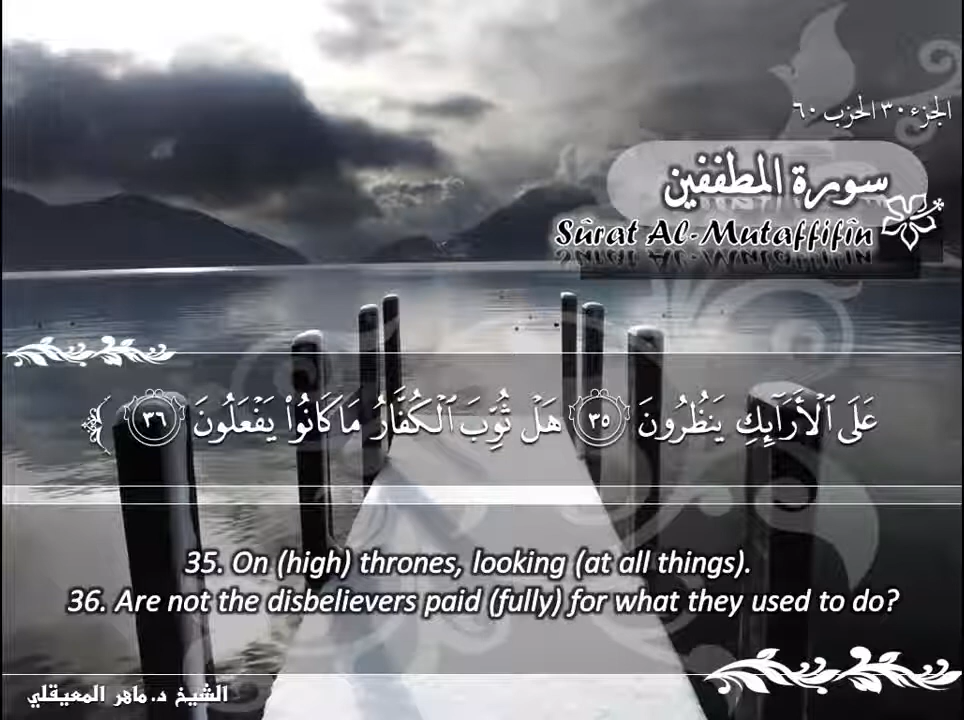 الجزء ٣٠ الحزب ٦٠
سورة المطففين
Sûrat Al-Mutaffifîn
عَلَى ٱلْأَرَآئِكِ يَنظُرُونَ ٣٥ هَلْ ثُوِّبَ ٱلْكُفَّارُ مَا كَانُوا۟ يَفْعَلُونَ ٣٦
35. On (high) thrones, looking (at all things).
36. Are not the disbelievers paid (fully) for what they used to do?
الشيخ د. ماهر المعيقلي